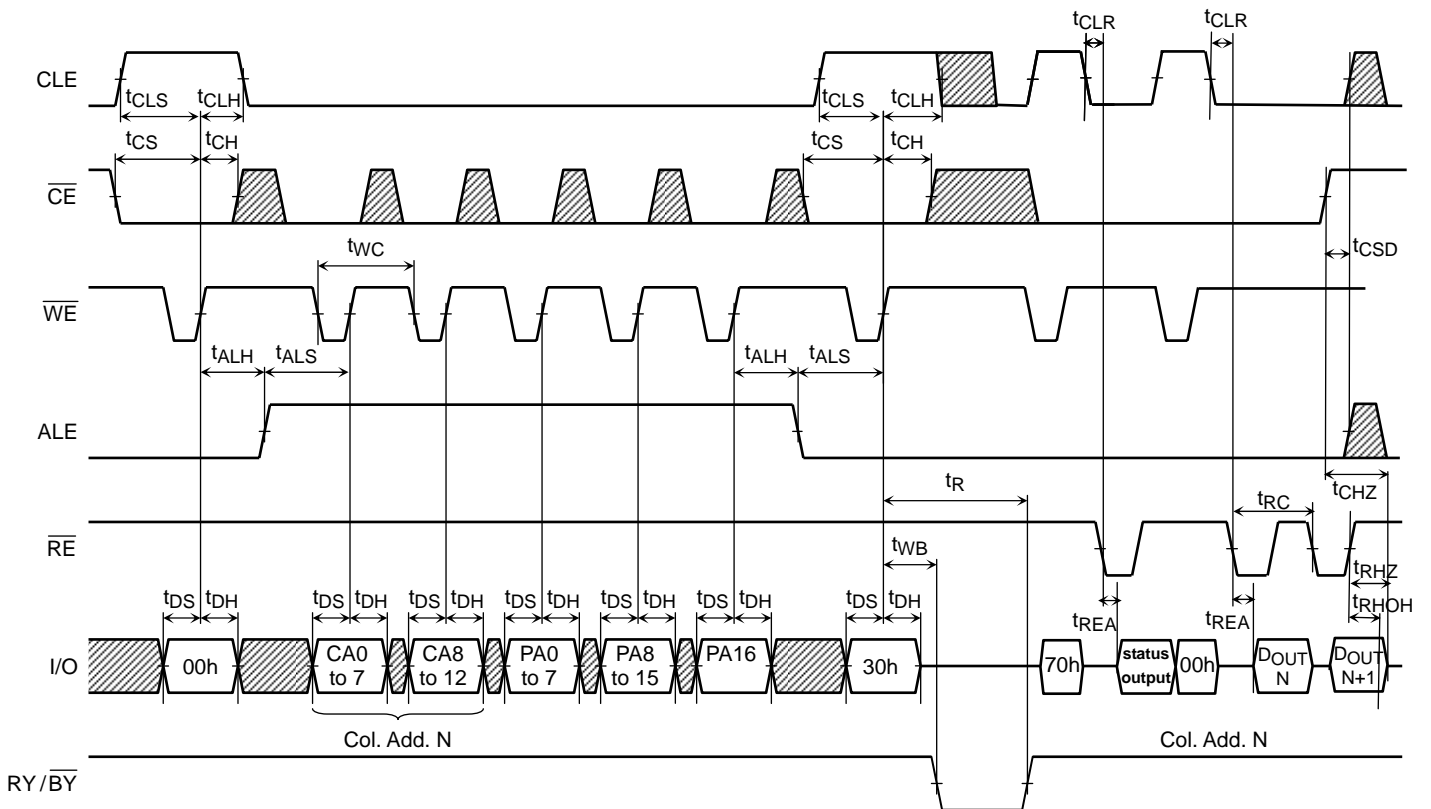 tCLR tCLR
CLE
tCLS tCLH tCLS tCLH
tCS tCH tCS tCH
CE
tWC tCSD
WE
tALH tALS tALH tALS
ALE
tR tCHZ
tRC
RE
tWB
tRHZ
tDS tDH tDS tDH tDS tDH tDS tDH tDS tDH tDS tDH tDS tDH tRHOH
tREA tREA
I/O 00h CA0 to 7 CA8 to 12 PA0 to 7 PA8 to 15 PA16 30h 70h status output 00h DOUT N DOUT N+1
Col. Add. N Col. Add. N
RY/BY